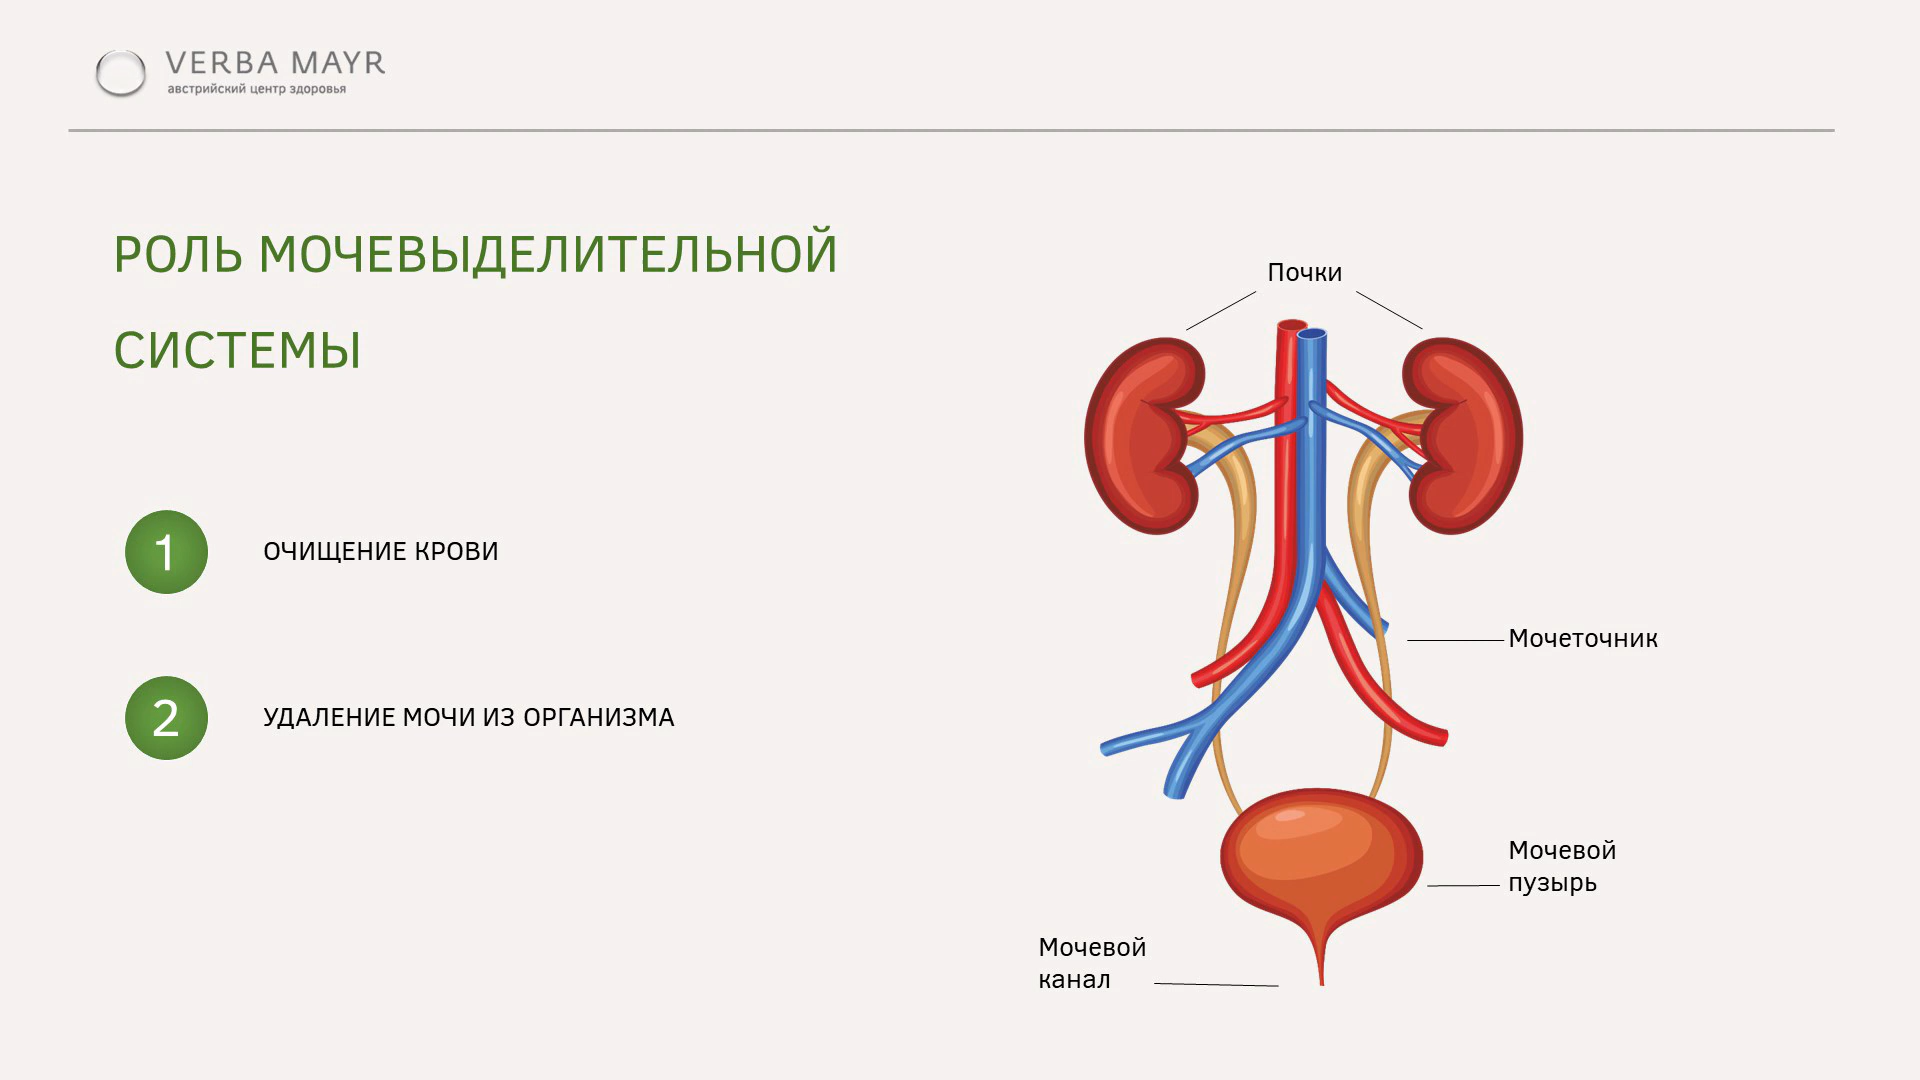 VERBA MAYR
австрийский центр здоровья
РОЛЬ МОЧЕВЫДЕЛИТЕЛЬНОЙ
СИСТЕМЫ
1
ОЧИЩЕНИЕ КРОВИ
2
УДАЛЕНИЕ МОЧИ ИЗ ОРГАНИЗМА
Почки
Мочеточник
Мочевой
пузырь
Мочевой
канал